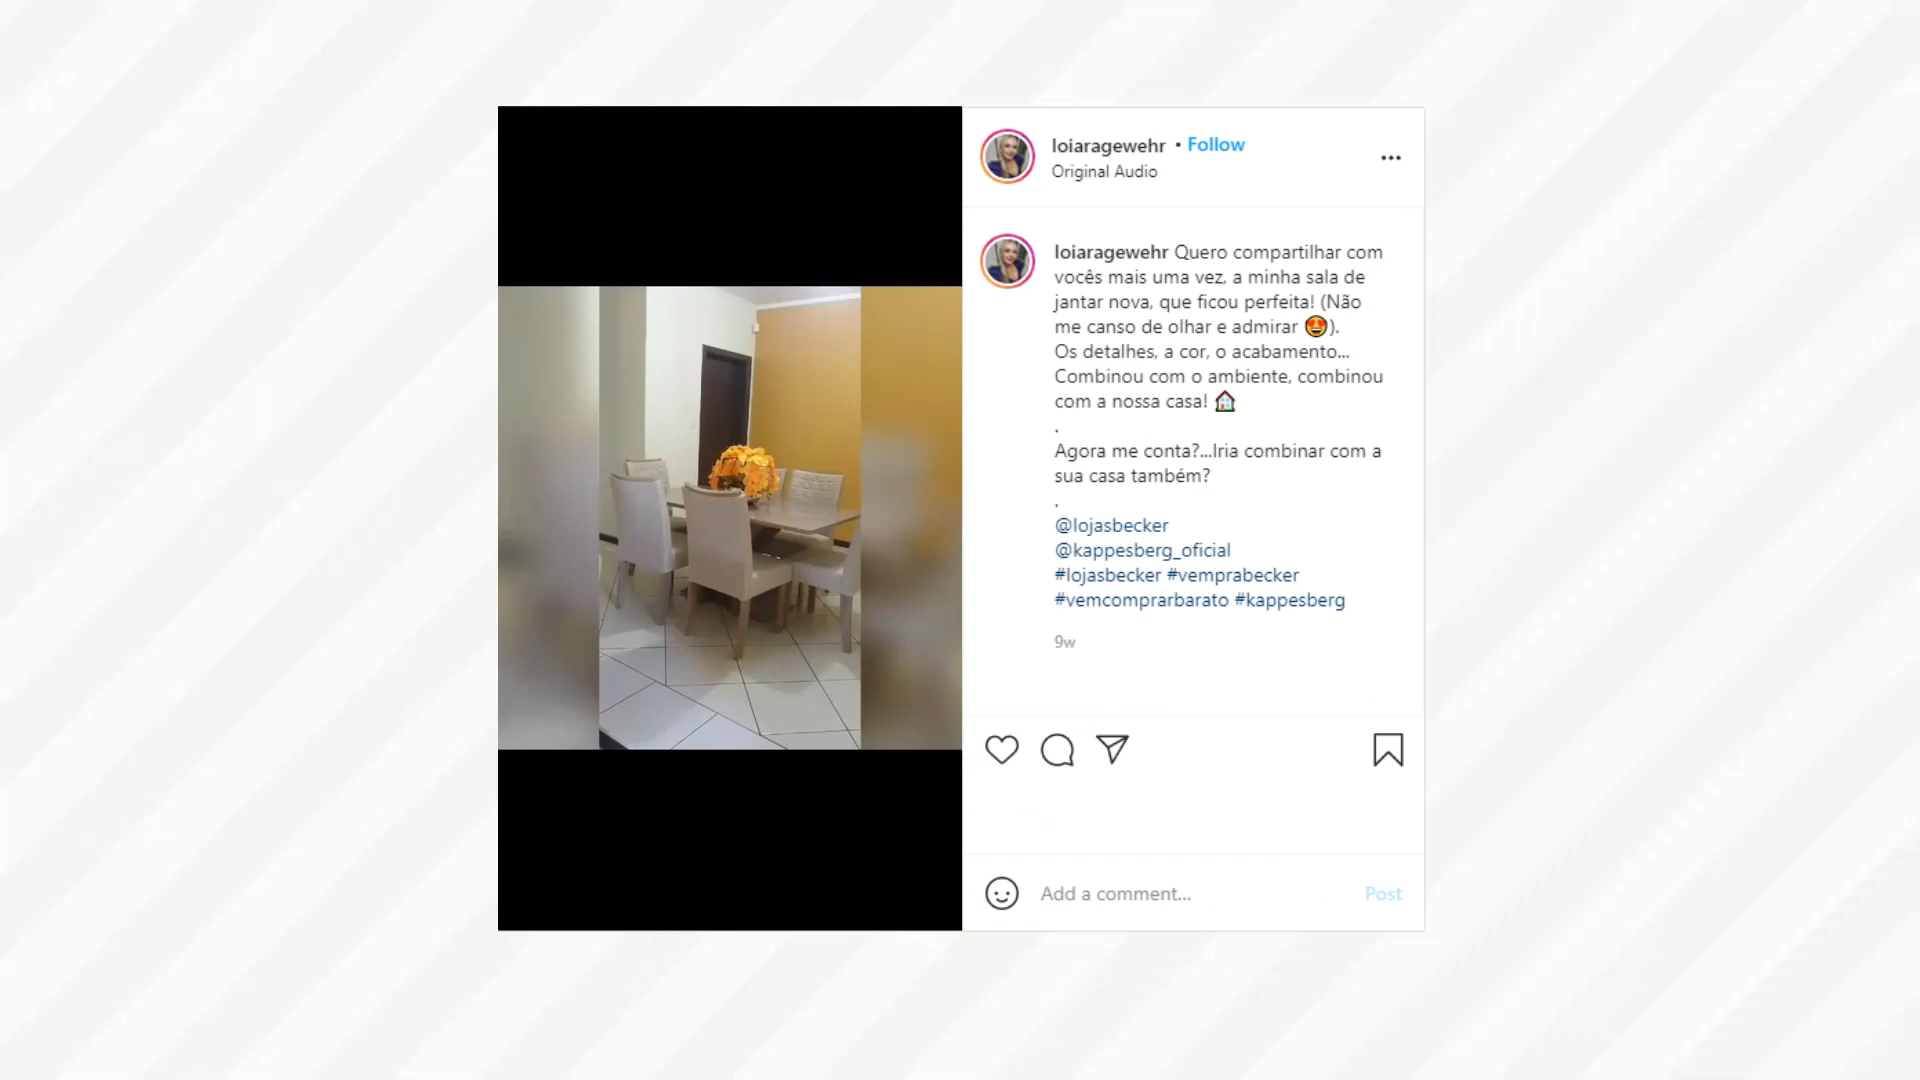 loiaragewehr • Follow
Original Audio
loiaragewehr Quero compartilhar com
vocês mais uma vez, a minha sala de
jantar nova, que ficou perfeita! (Não
me canso de olhar e admirar 😍).
Os detalhes, a cor, o acabamento...
Combinou com o ambiente, combinou
com a nossa casa! 🏠
.
Agora me conta?...Iria combinar com a
sua casa também?
.
@lojasbecker
@kappesberg_oficial
#lojasbecker #vemprabecker
#vemcomprarbarato #kappesberg
9w
Add a comment...
Post